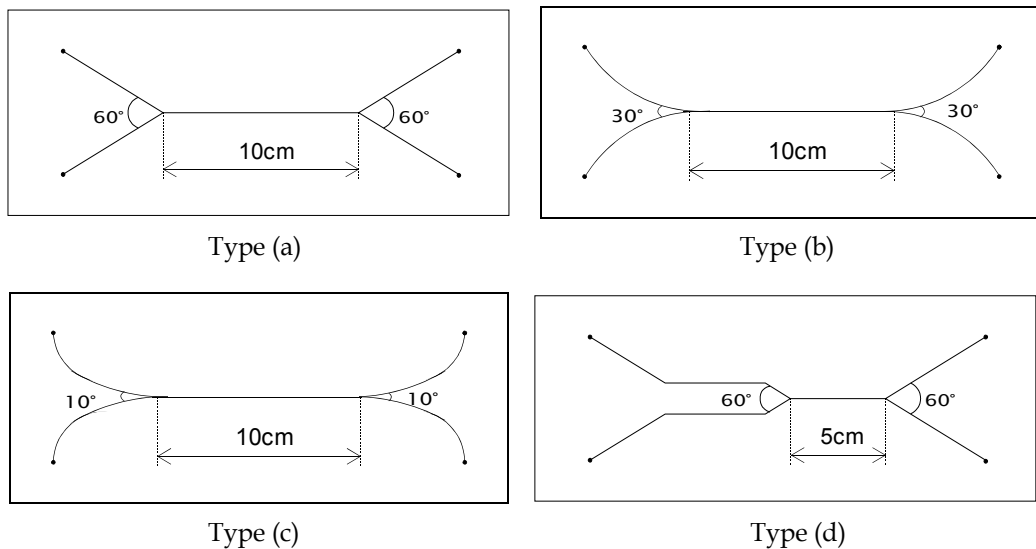 60° 60°
10cm
Type (a)
30° 30°
10cm
Type (b)
10° 10°
10cm
Type (c)
60° 60°
5cm
Type (d)